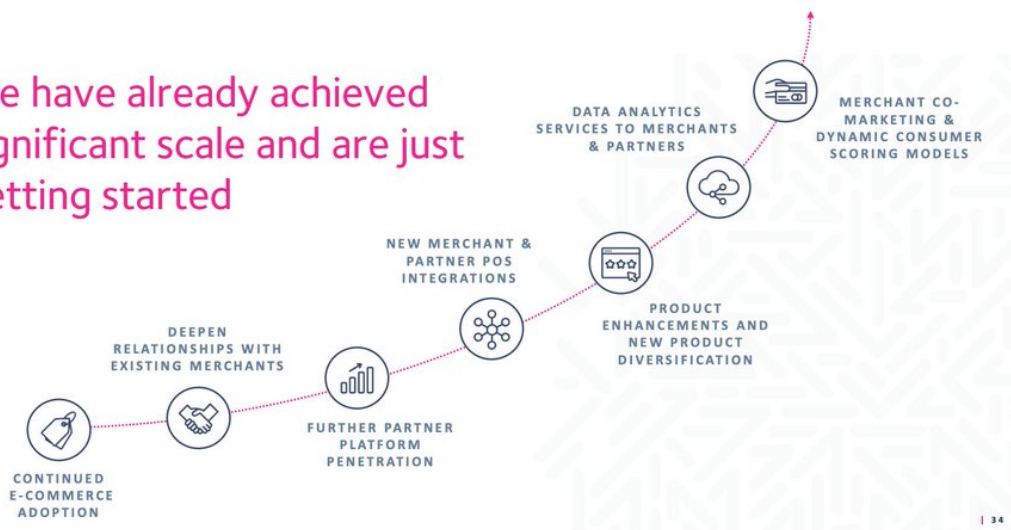 e have already achieved
gnificant scale and are just
etting started
CONTINUED
E-COMMERCE
ADOPTION
DEEPEN
RELATIONSHIPS WITH
EXISTING MERCHANTS
FURTHER PARTNER
PLATFORM
PENETRATION
NEW MERCHANT &
PARTNER POS
INTEGRATIONS
PRODUCT
ENHANCEMENTS AND
NEW PRODUCT
DIVERSIFICATION
DATA ANALYTICS
SERVICES TO MERCHANTS
& PARTNERS
MERCHANT CO-
MARKETING &
DYNAMIC CONSUMER
SCORING MODELS
| 34